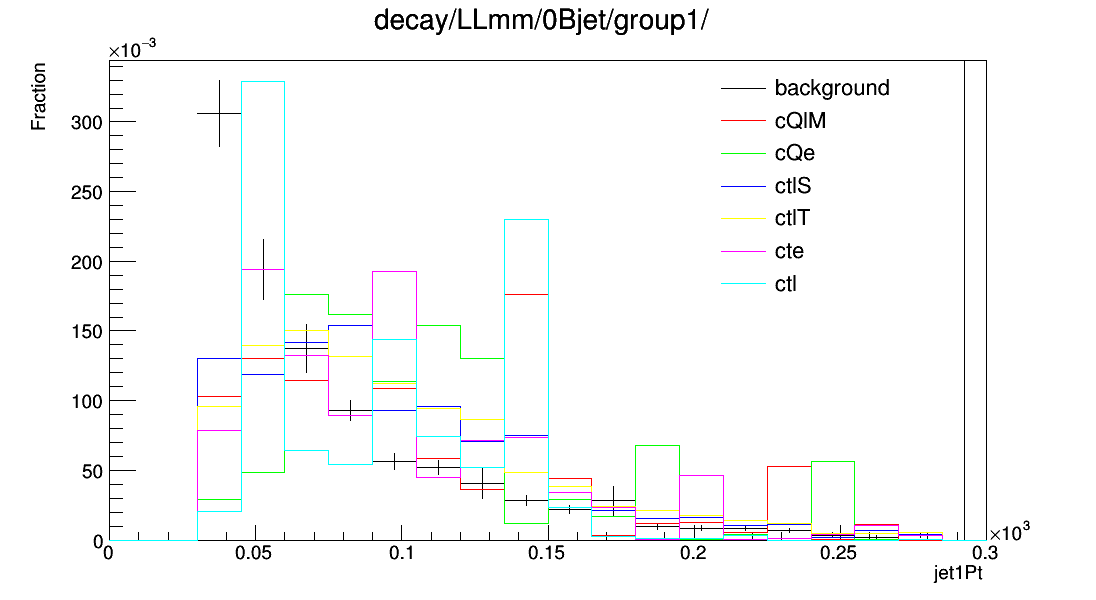 decay/LLmm/0Bjet/group1/
×10⁻³
Fraction
300
250
200
150
100
50
0
background
cQlM
cQe
ctlS
ctlT
cte
ctl
0 0.05 0.1 0.15 0.2 0.25 0.3
×10³
jet1Pt